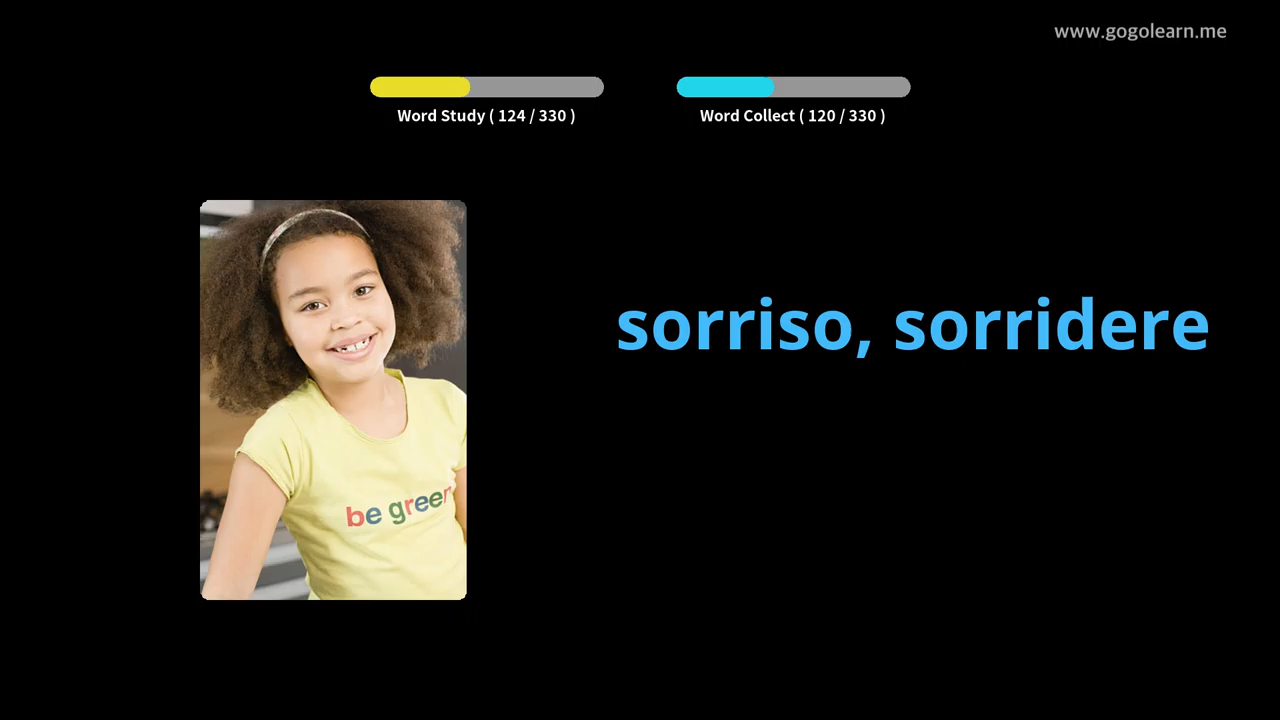 www.gogolearn.me
Word Study ( 124 / 330 )
Word Collect ( 120 / 330 )
sorriso, sorridere
be green